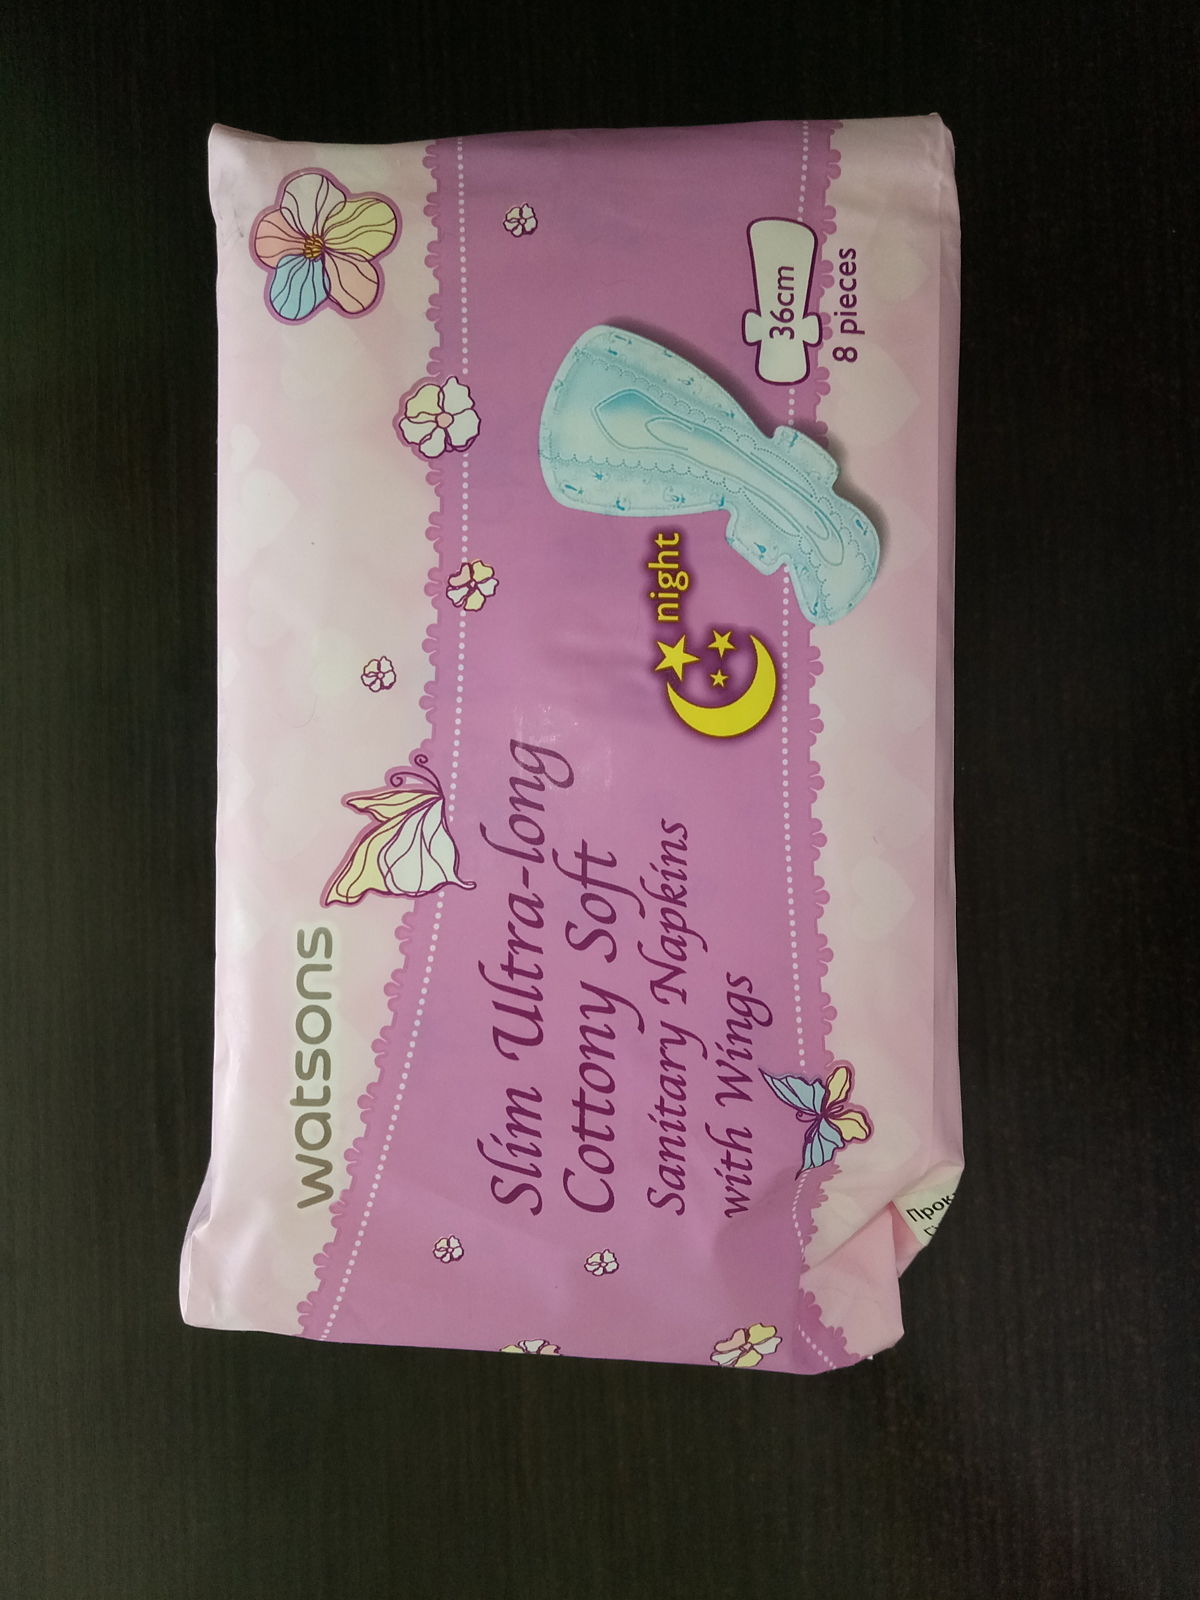 watsons
Slim Ultra-long
Cottony Soft
Sanitary Napkins
with Wings
night
36cm
8 pieces